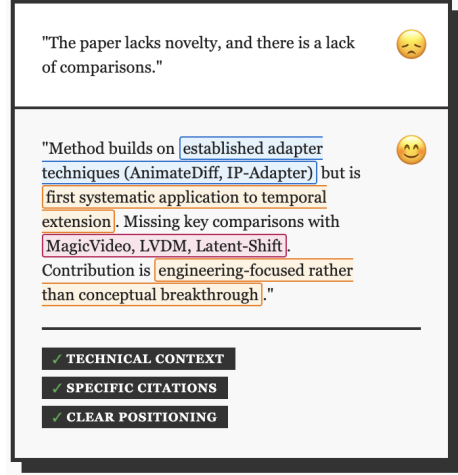 "The paper lacks novelty, and there is a lack
of comparisons."
"Method builds on established adapter
techniques (AnimateDiff, IP-Adapter) but is
first systematic application to temporal
extension. Missing key comparisons with
MagicVideo, LVDM, Latent-Shift.
Contribution is engineering-focused rather
than conceptual breakthrough."
✓ TECHNICAL CONTEXT
✓ SPECIFIC CITATIONS
✓ CLEAR POSITIONING